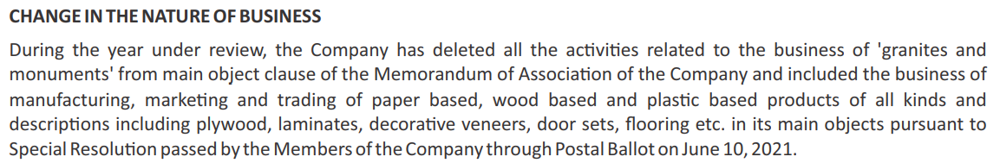 CHANGE IN THE NATURE OF BUSINESS
During the year under review, the Company has deleted all the activities related to the business of 'granites and
monuments' from main object clause of the Memorandum of Association of the Company and included the business of
manufacturing, marketing and trading of paper based, wood based and plastic based products of all kinds and
descriptions including plywood, laminates, decorative veneers, door sets, flooring etc. in its main objects pursuant to
Special Resolution passed by the Members of the Company through Postal Ballot on June 10, 2021.